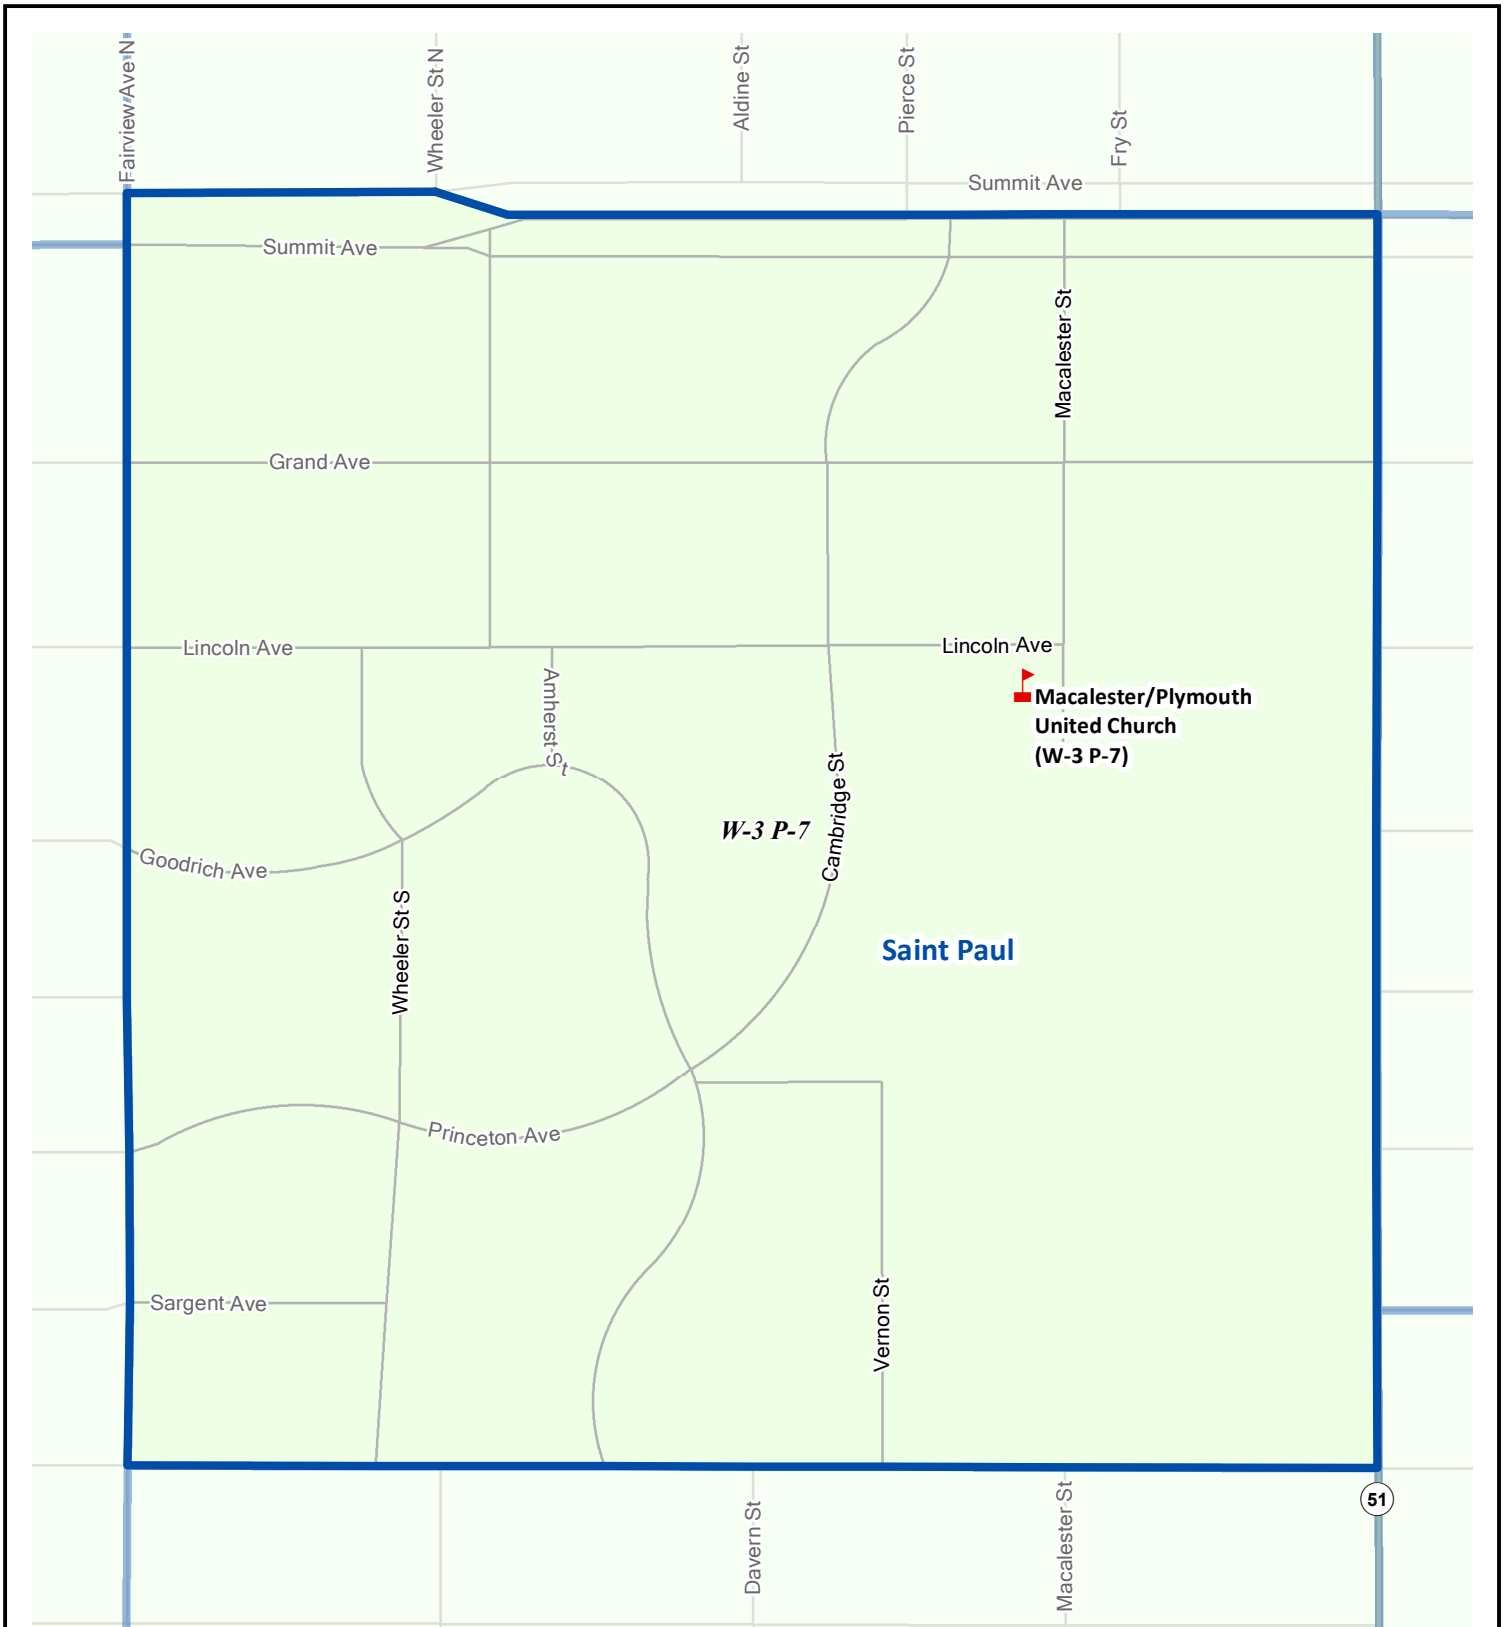 Fairview Ave N
Wheeler St N
Aldine St
Pierce St
Fry St
Summit Ave
Summit Ave
Macalester St
Grand Ave
Lincoln Ave
Lincoln Ave
Amherst St
Macalester/Plymouth
United Church
(W-3 P-7)
Cambridge St
W-3 P-7
Goodrich Ave
Wheeler St S
Saint Paul
Princeton Ave
Sargent Ave
Vernon St
51
Davern St
Macalester St